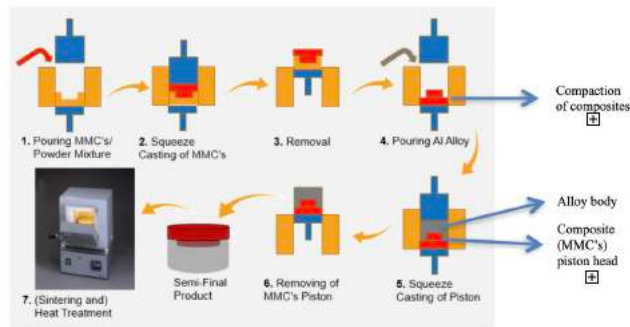 1. Pouring MMC's/
Powder Mixture
2. Squeeze
Casting of MMC's
3. Removal
4. Pouring Al Alloy
Compaction
of composites
Alloy body
Composite
(MMC's)
piston head
5. Squeeze
Casting of Piston
6. Removing of
MMC's Piston
Semi-Final
Product
7. (Sintering and)
Heat Treatment